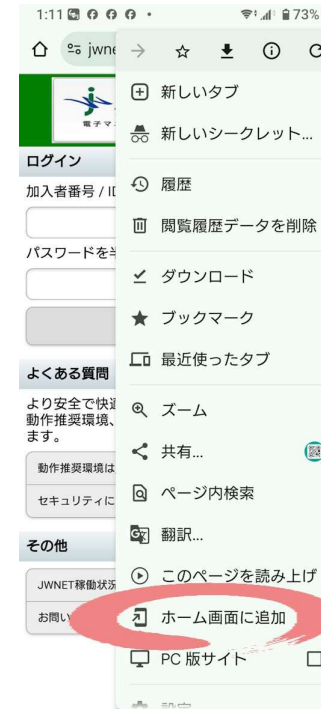 1:11
73%
jwne
新しいタブ
新しいシークレット...
履歴
閲覧履歴データを削除
ダウンロード
ブックマーク
最近使ったタブ
ズーム
共有...
ページ内検索
翻訳...
このページを読み上げ
ホーム画面に追加
PC 版サイト
設定
電子マニ
ログイン
加入者番号 / ID
パスワードを半
よくある質問
より安全で快適
動作推奨環境、
ます。
動作推奨環境は
セキュリティに
その他
JWNET稼働状況
お問い